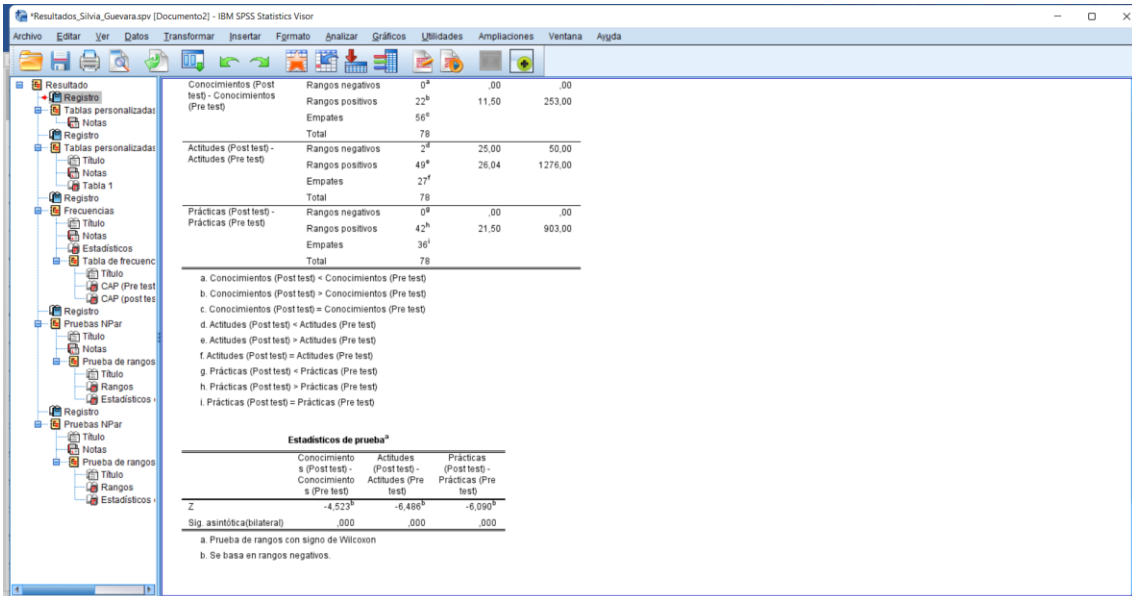 *Resultados_Silvia_Guevara.spv [Documento2] - IBM SPSS Statistics Visor
Archivo Editar Ver Datos Transformar Insertar Formato Analizar Gráficos Utilidades Ampliaciones Ventana Ayuda
Resultado
Registro
Tablas personalizadas
Notas
Registro
Tablas personalizadas
Título
Notas
Tabla 1
Registro
Frecuencias
Título
Notas
Estadísticos
Tabla de frecuenc
Título
CAP (Pre test
CAP (post tes
Registro
Pruebas NPar
Título
Notas
Prueba de rangos
Título
Rangos
Estadísticos
Registro
Pruebas NPar
Título
Notas
Prueba de rangos
Título
Rangos
Estadísticos
Conocimientos (Post test) - Conocimientos (Pre test)
Rangos negativos 0a ,00 ,00
Rangos positivos 22b 11,50 253,00
Empates 56c
Total 78
Actitudes (Post test) - Actitudes (Pre test)
Rangos negativos 2d 25,00 50,00
Rangos positivos 49e 26,04 1276,00
Empates 27f
Total 78
Prácticas (Post test) - Prácticas (Pre test)
Rangos negativos 0g ,00 ,00
Rangos positivos 42h 21,50 903,00
Empates 36i
Total 78
a. Conocimientos (Post test) < Conocimientos (Pre test)
b. Conocimientos (Post test) > Conocimientos (Pre test)
c. Conocimientos (Post test) = Conocimientos (Pre test)
d. Actitudes (Post test) < Actitudes (Pre test)
e. Actitudes (Post test) > Actitudes (Pre test)
f. Actitudes (Post test) = Actitudes (Pre test)
g. Prácticas (Post test) < Prácticas (Pre test)
h. Prácticas (Post test) > Prácticas (Pre test)
i. Prácticas (Post test) = Prácticas (Pre test)
Estadísticos de pruebaa
Conocimiento s (Post test) - Conocimiento s (Pre test)
Actitudes (Post test) - Actitudes (Pre test)
Prácticas (Post test) - Prácticas (Pre test)
Z -4,523b -6,486b -6,090b
Sig. asintótica(bilateral) ,000 ,000 ,000
a. Prueba de rangos con signo de Wilcoxon
b. Se basa en rangos negativos.